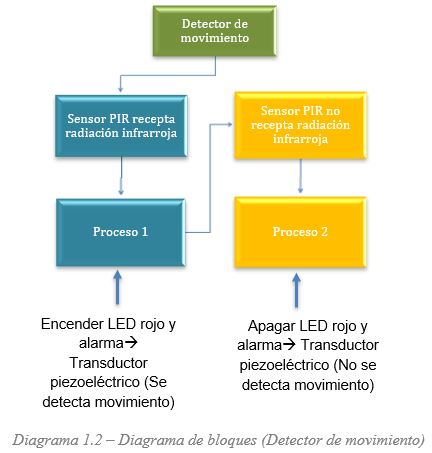 Detector de
movimiento
Sensor PIR recepta
radiación infrarroja
Sensor PIR no
recepta radiación
infrarroja
Proceso 1
Proceso 2
Encender LED rojo y
alarma→
Transductor
piezoeléctrico (Se
detecta movimiento)
Apagar LED rojo y
alarma→ Transductor
piezoeléctrico (No se
detecta movimiento)
Diagrama 1.2 – Diagrama de bloques (Detector de movimiento)